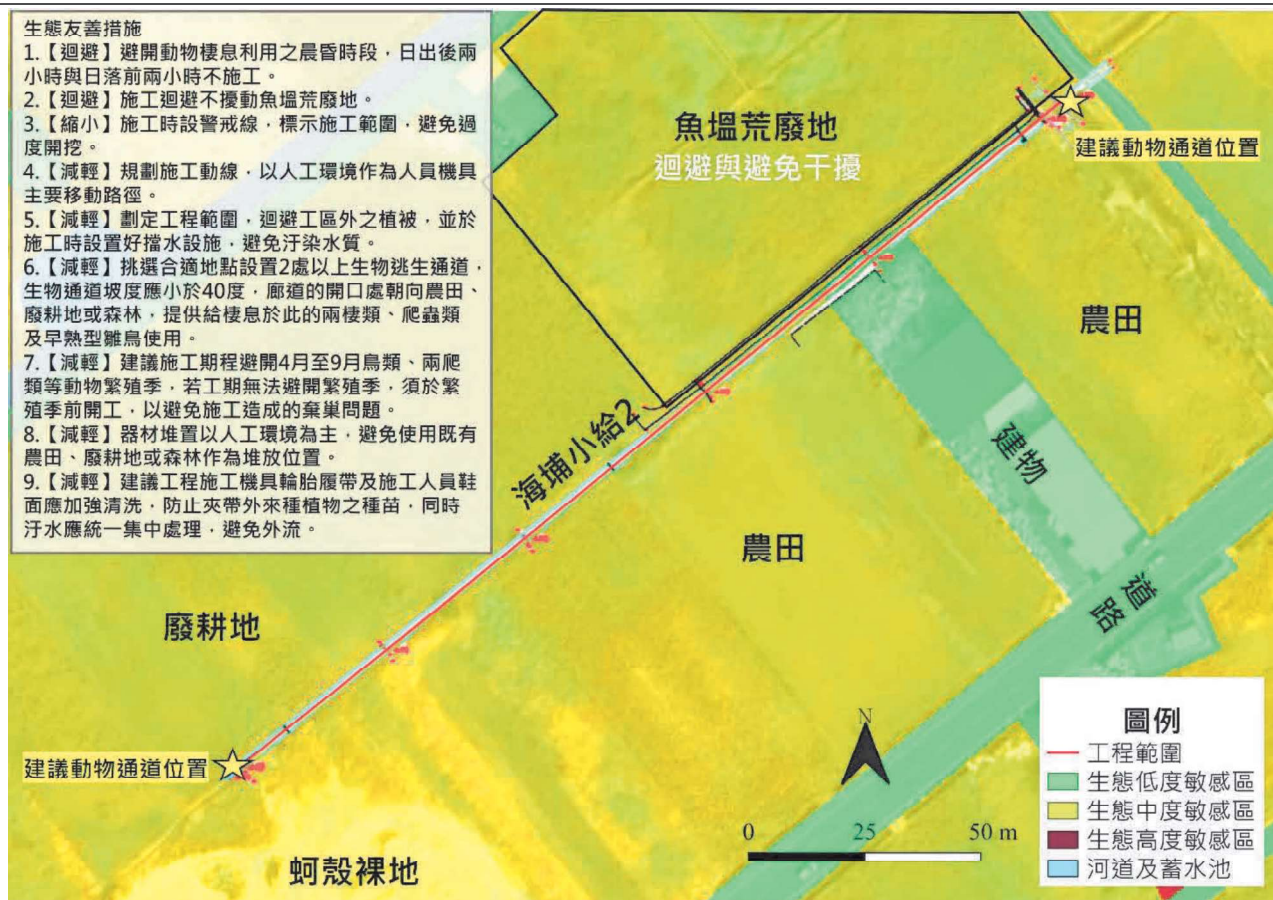 生態友善措施
1.【迴避】避開動物棲息利用之晨昏時段，日出後兩
小時與日落前兩小時不施工。
2.【迴避】施工迴避不擾動魚塭荒廢地。
3.【縮小】施工時設警戒線，標示施工範圍，避免過
度開挖。
4.【減輕】規劃施工動線，以人工環境作為人員機具
主要移動路徑。
5.【減輕】劃定工程範圍，迴避工區外之植被，並於
施工時設置好擋水設施，避免汙染水質。
6.【減輕】挑選合適地點設置2處以上生物逃生通道，
生物通道坡度應小於40度，廊道的開口處朝向農田、
廢耕地或森林，提供給棲息於此的兩棲類、爬蟲類
及早熟型雛鳥使用。
7.【減輕】建議施工期程避開4月至9月鳥類、兩爬
類等動物繁殖季，若工期無法避開繁殖季，須於繁
殖季前開工，以避免施工造成的棄巢問題。
8.【減輕】器材堆置以人工環境為主，避免使用既有
農田、廢耕地或森林作為堆放位置。
9.【減輕】建議工程施工機具輪胎履帶及施工人員鞋
面應加強清洗，防止夾帶外來種植物之種苗，同時
汙水應統一集中處理，避免外流。
魚塭荒廢地
迴避與避免干擾
建議動物通道位置
農田
建物
海埔小給2
農田
道路
廢耕地
建議動物通道位置
蚵殼裸地
N
0 25 50 m
圖例
工程範圍
生態低度敏感區
生態中度敏感區
生態高度敏感區
河道及蓄水池